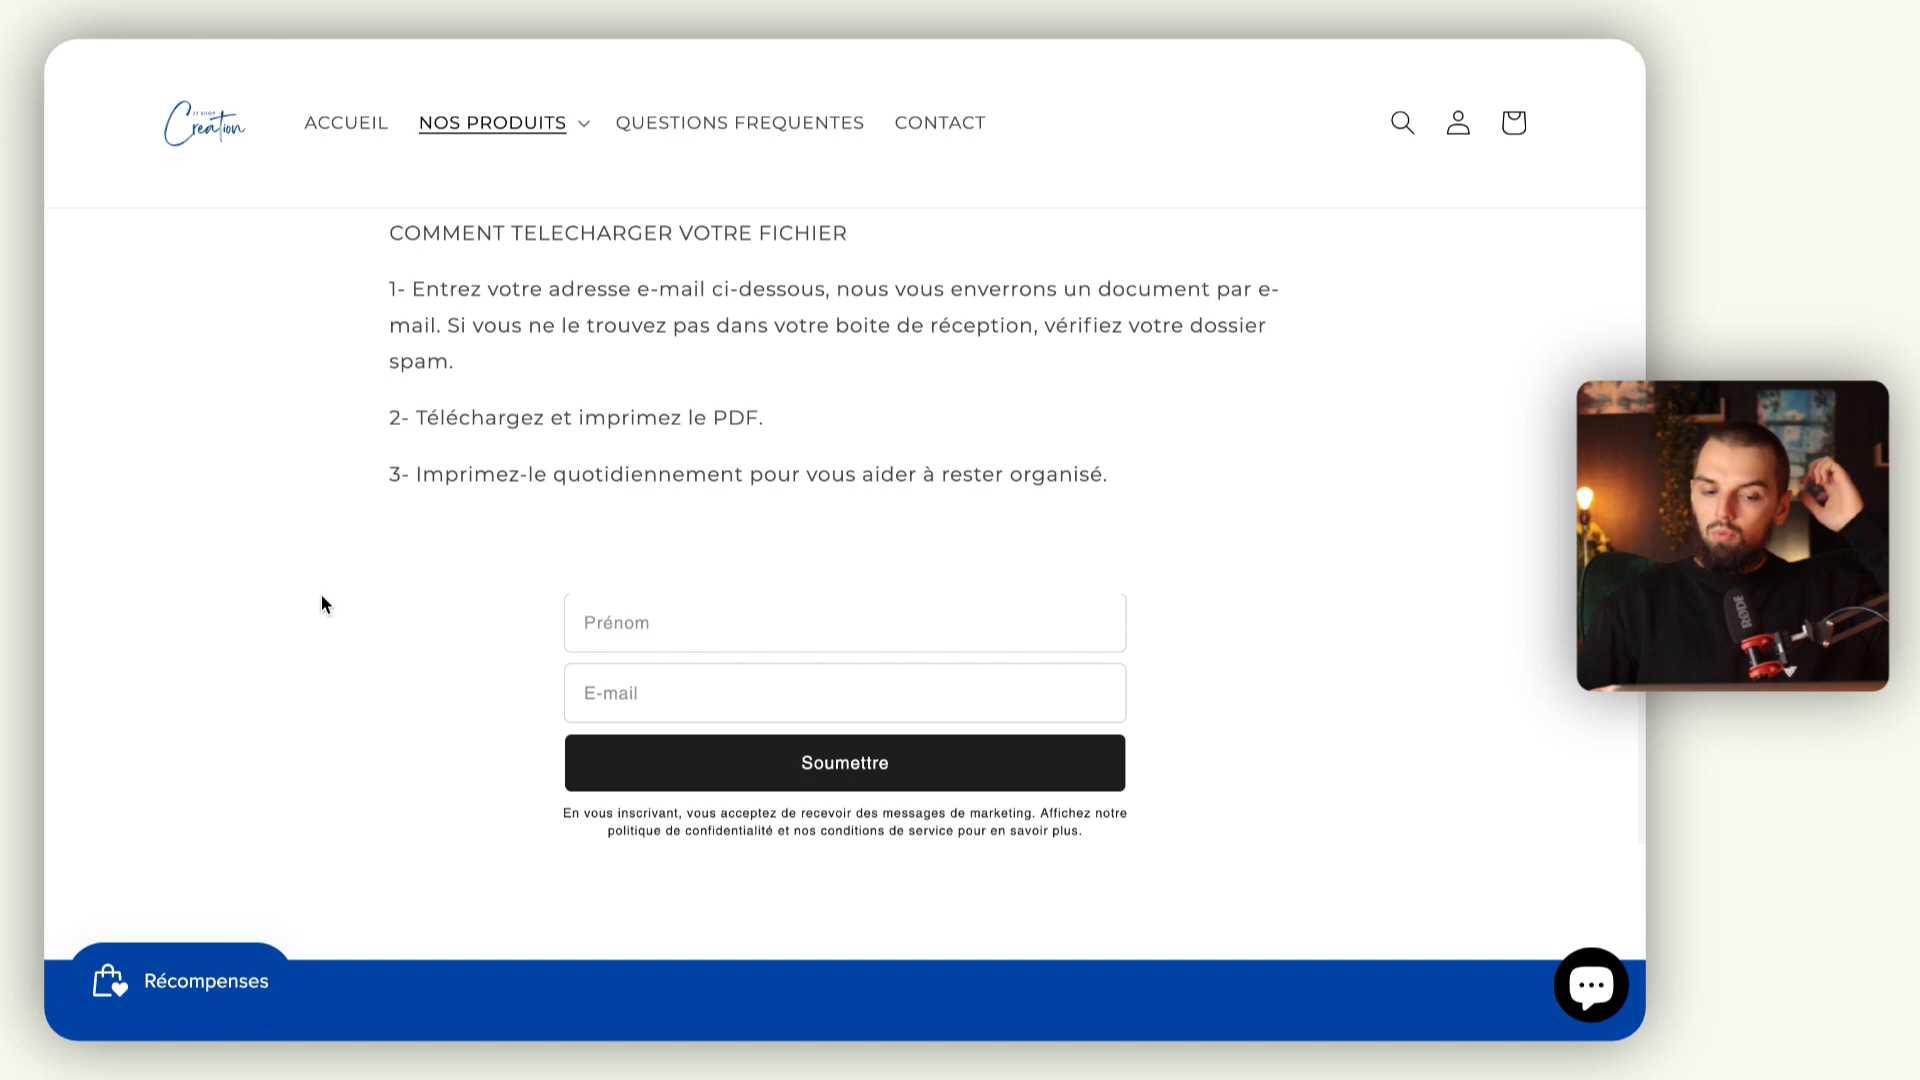 Creation
ACCUEIL
NOS PRODUITS
QUESTIONS FREQUENTES
CONTACT
COMMENT TELECHARGER VOTRE FICHIER
1- Entrez votre adresse e-mail ci-dessous, nous vous enverrons un document par e-
mail. Si vous ne le trouvez pas dans votre boite de réception, vérifiez votre dossier
spam.
2- Téléchargez et imprimez le PDF.
3- Imprimez-le quotidiennement pour vous aider à rester organisé.
Prénom
E-mail
Soumettre
En vous inscrivant, vous acceptez de recevoir des messages de marketing. Affichez notre
politique de confidentialité et nos conditions de service pour en savoir plus.
Récompenses
RØDE